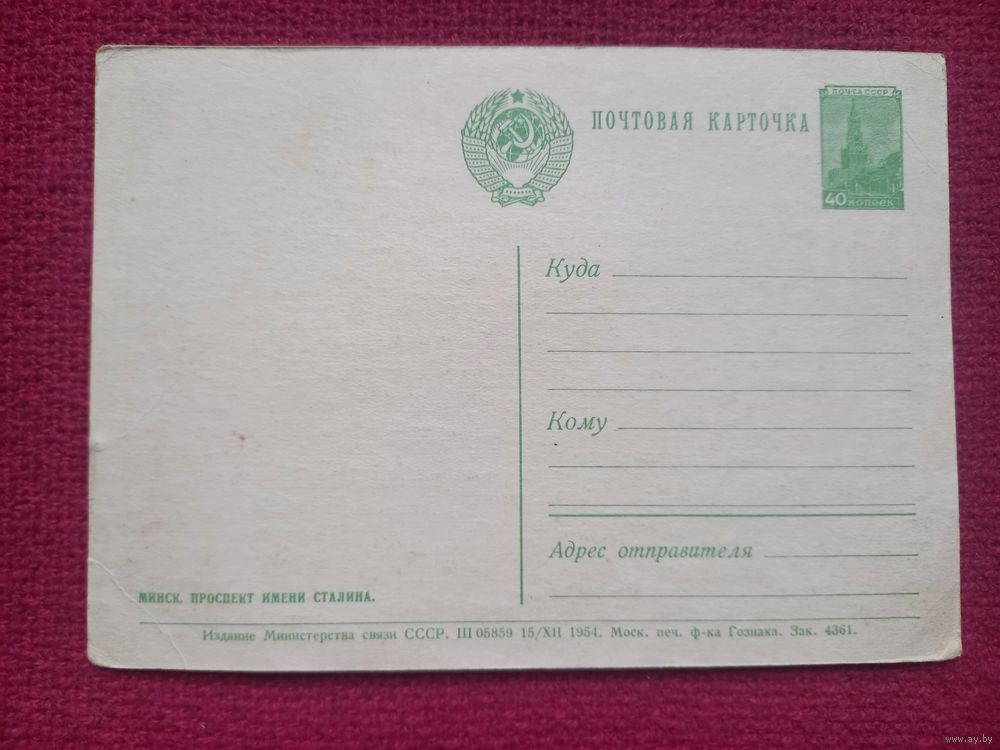 ПОЧТА СССР
ПОЧТОВАЯ КАРТОЧКА
40 КОПЕЕК
Куда
Кому
Адрес отправителя
МИНСК. ПРОСПЕКТ ИМЕНИ СТАЛИНА.
Издание Министерства связи СССР. Ш 05859 15/XII 1954. Моск. печ. ф-ка Гознака. Зак. 4361.
www.ay.by